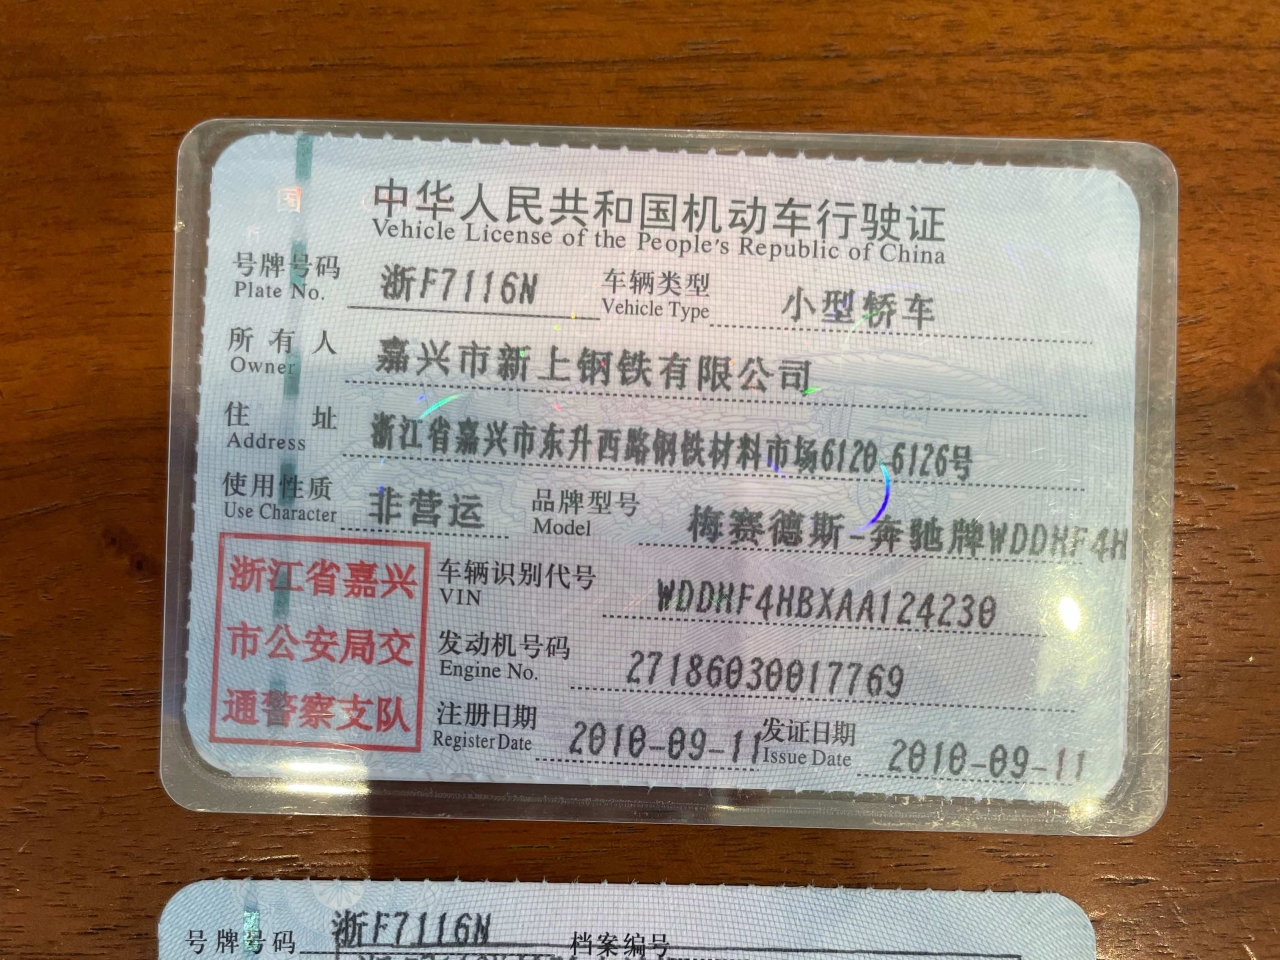 中华人民共和国机动车行驶证
Vehicle License of the People's Republic of China
号牌号码 浙F7116N 车辆类型 小型轿车
Plate No. Vehicle Type
所有人 嘉兴市新上钢铁有限公司
Owner
住址 浙江省嘉兴市东升西路钢铁材料市场6120-6126号
Address
使用性质 非营运 品牌型号 梅赛德斯-奔驰牌WDDHF4H
Use Character Model
浙江省嘉兴
市公安局交
通警察支队
车辆识别代号 WDDHF4HBXAA124230
VIN
发动机号码 27186030017769
Engine No.
注册日期 2010-09-11 发证日期 2010-09-11
Register Date Issue Date
号牌号码 浙F7116N 档案编号